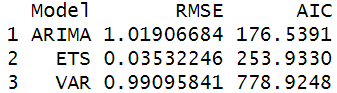 Model RMSE AIC
1 ARIMA 1.01906684 176.5391
2 ETS 0.03532246 253.9330
3 VAR 0.99095841 778.9248